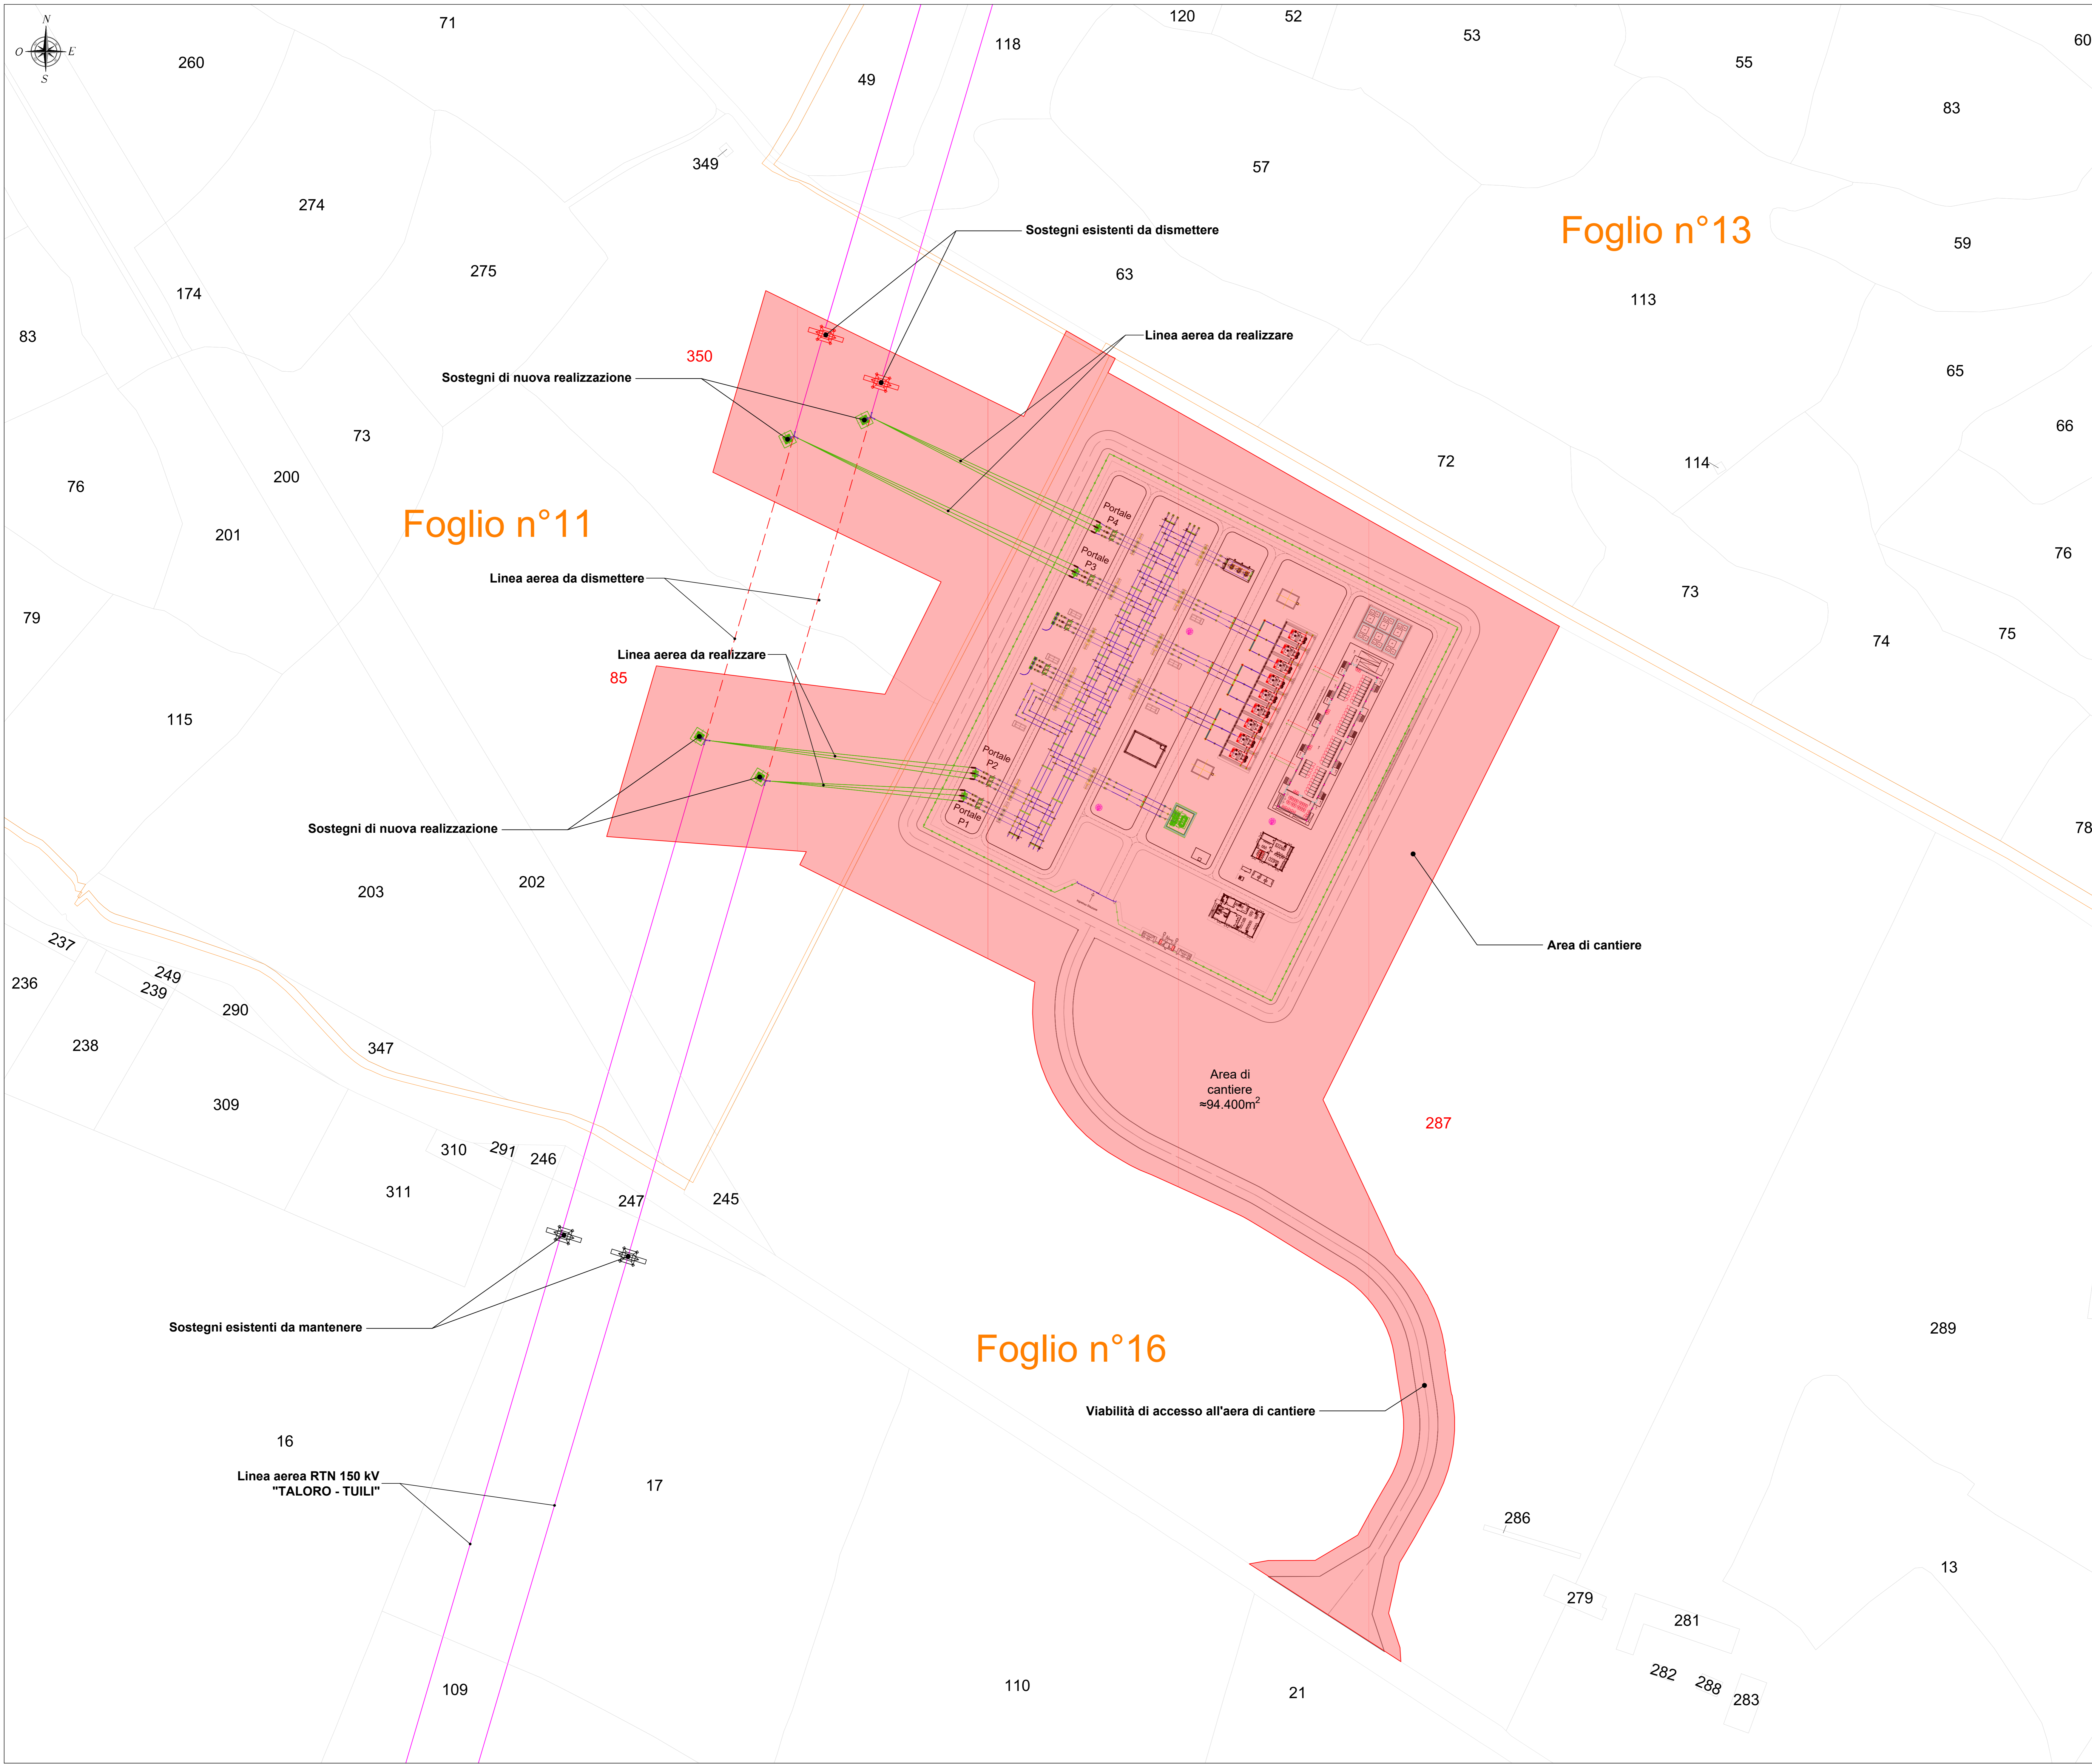 N
O
E
S
71
120
52
118
53
60
260
49
55
83
349
57
274
Foglio n°13
Sostegni esistenti da dismettere
59
275
63
174
113
83
Linea aerea da realizzare
350
65
Sostegni di nuova realizzazione
66
73
72
114
200
76
Portale
P4
Foglio n°11
201
Portale
P3
76
Linea aerea da dismettere
73
79
75
74
Linea aerea da realizzare
85
115
Portale
P2
Portale
P1
Sostegni di nuova realizzazione
78
202
203
237
Area di cantiere
249
236
239
290
238
347
Area di
cantiere
≈94.400m²
309
287
310
291
246
311
247
245
Sostegni esistenti da mantenere
289
Foglio n°16
Viabilità di accesso all'aera di cantiere
16
Linea aerea RTN 150 kV
"TALORO - TUILI"
17
286
13
279
281
282
288
283
109
110
21